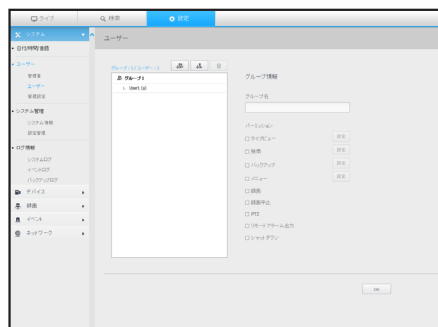 ライブ
検索
設定
システム
ユーザー
日付/時間/言語
ユーザー
管理者
ユーザー
管理設定
システム管理
システム情報
設定管理
ログ情報
システムログ
イベントログ
バックアップログ
デバイス
録画
イベント
ネットワーク
グループ : 1 / ユーザー : 1
グループ1
User1 (a)
グループ情報
グループ名
パーミッション
ライブビュー
設定
検索
設定
バックアップ
設定
メニュー
設定
録画
録画中止
PTZ
リモートアラーム出力
シャットダウン
OK